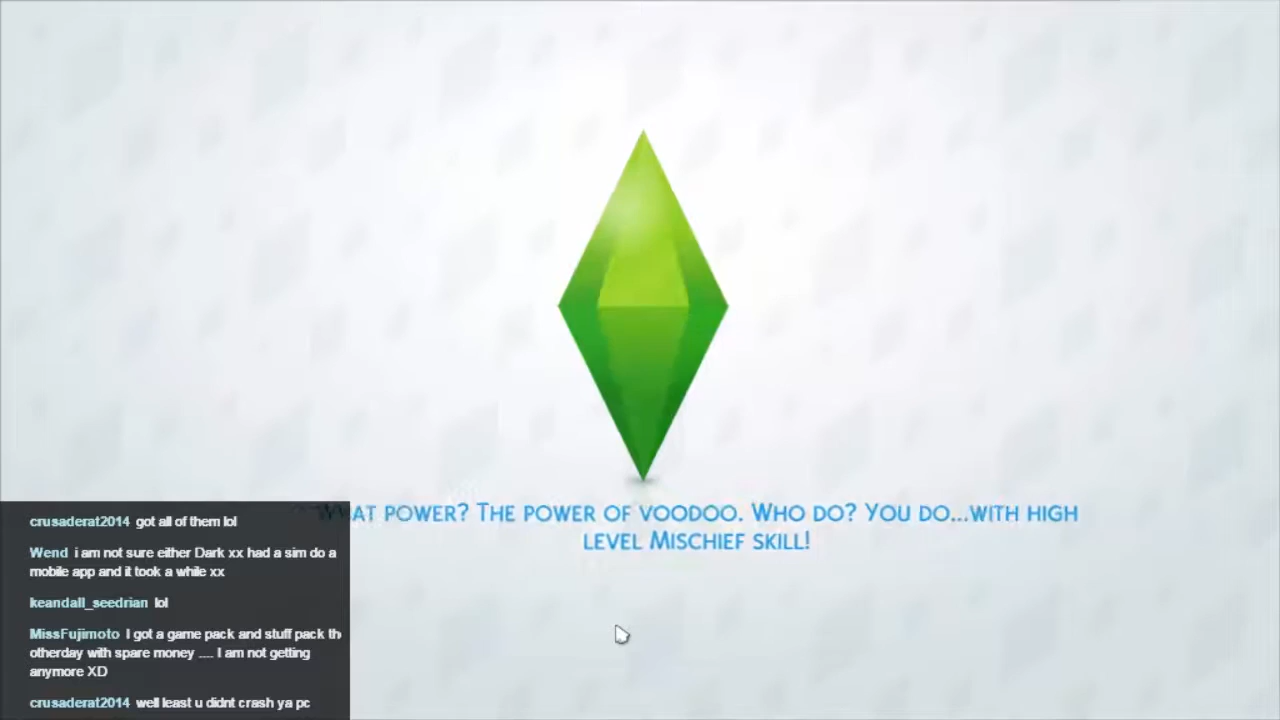 WHAT POWER? THE POWER OF VOODOO. WHO DO? YOU DO...WITH HIGH
LEVEL MISCHIEF SKILL!
crusaderat2014 got all of them lol
Wend i am not sure either Dark xx had a sim do a
mobile app and it took a while xx
keandall_seedrian lol
MissFujimoto I got a game pack and stuff pack the
otherday with spare money .... I am not getting
anymore XD
crusaderat2014 well least u didnt crash ya pc